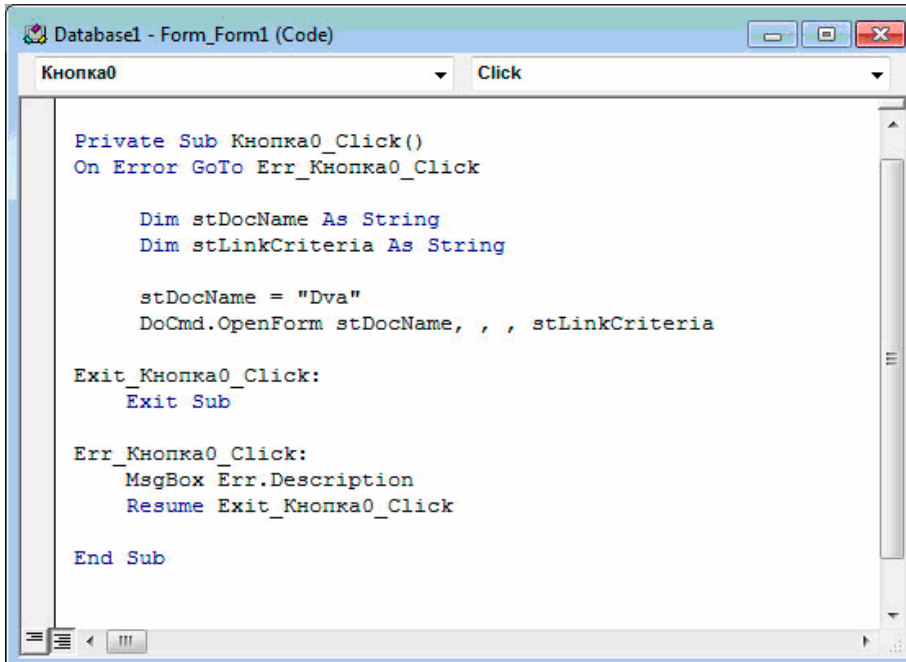 Database1 - Form_Form1 (Code)
Кнопка0 Click
Private Sub Кнопка0_Click()
On Error GoTo Err_Кнопка0_Click
Dim stDocName As String
Dim stLinkCriteria As String
stDocName = "Dva"
DoCmd.OpenForm stDocName, , , stLinkCriteria
Exit_Кнопка0_Click:
Exit Sub
Err_Кнопка0_Click:
MsgBox Err.Description
Resume Exit_Кнопка0_Click
End Sub